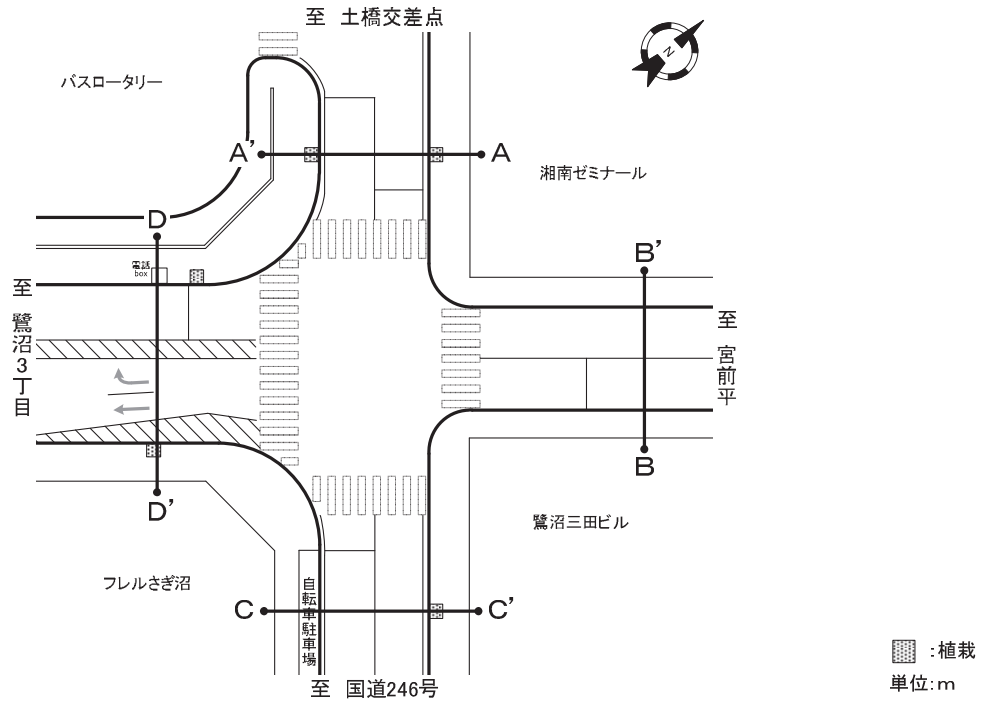 至 土橋交差点
バスロータリー
N
A'
A
湘南ゼミナール
D
B'
電話
box
至 鷺沼3丁目
至 宮前平
B
D'
鷺沼三田ビル
フレルさぎ沼
自転車駐車場
C
C'
:植栽
単位:m
至 国道246号